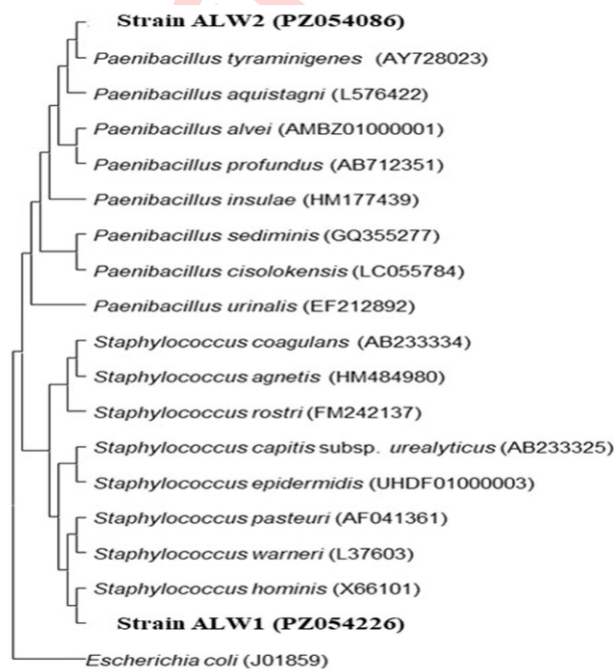 Strain ALW2 (PZ054086)
Paenibacillus tyraminigenes (AY728023)
Paenibacillus aquistagni (L576422)
Paenibacillus alvei (AMBZ01000001)
Paenibacillus profundus (AB712351)
Paenibacillus insulae (HM177439)
Paenibacillus sediminis (GQ355277)
Paenibacillus cisolokensis (LC055784)
Paenibacillus urinalis (EF212892)
Staphylococcus coagulans (AB233334)
Staphylococcus agnetis (HM484980)
Staphylococcus rostri (FM242137)
Staphylococcus capitis subsp. urealyticus (AB233325)
Staphylococcus epidermidis (UHDF01000003)
Staphylococcus pasteuri (AF041361)
Staphylococcus warneri (L37603)
Staphylococcus hominis (X66101)
Strain ALW1 (PZ054226)
Escherichia coli (J01859)